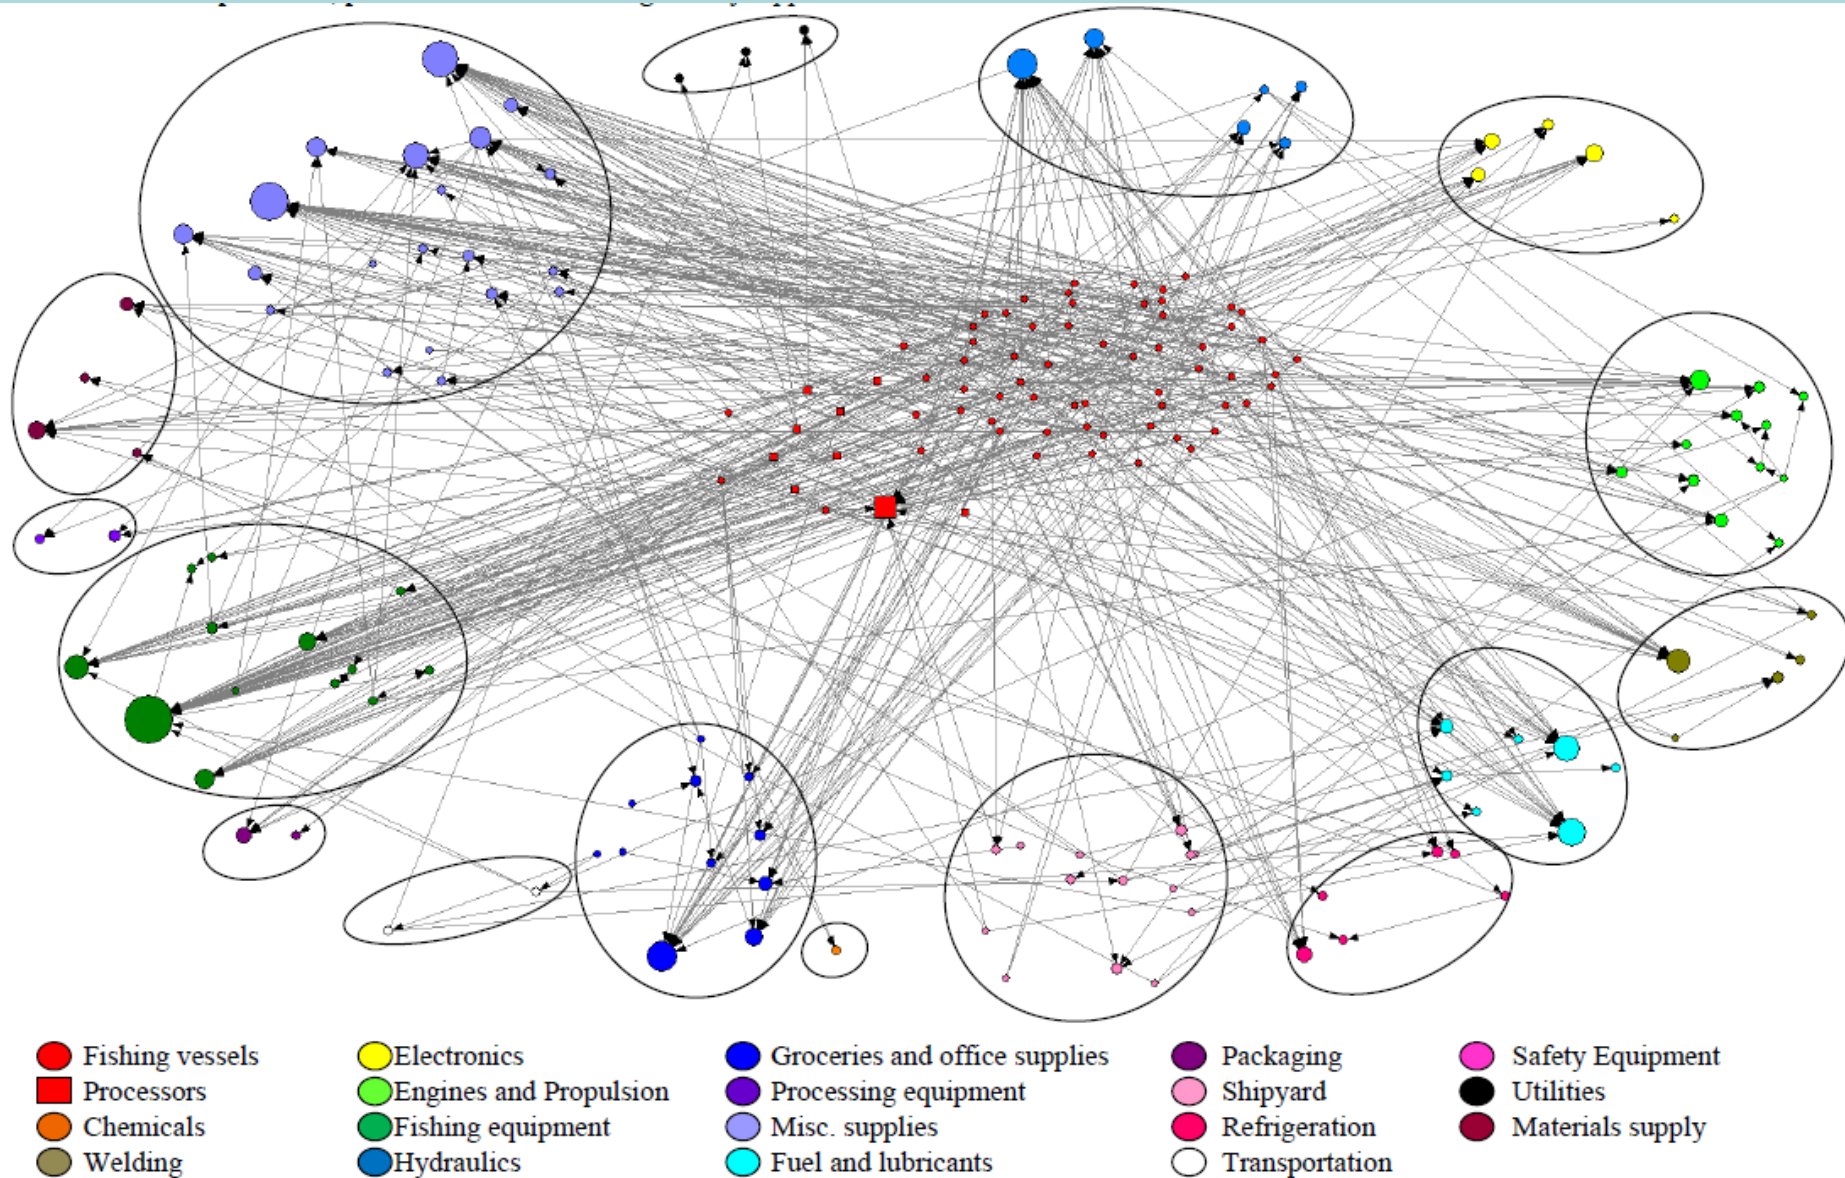 Fishing vessels
Processors
Chemicals
Welding
Electronics
Engines and Propulsion
Fishing equipment
Hydraulics
Groceries and office supplies
Processing equipment
Misc. supplies
Fuel and lubricants
Packaging
Shipyard
Refrigeration
Transportation
Safety Equipment
Utilities
Materials supply